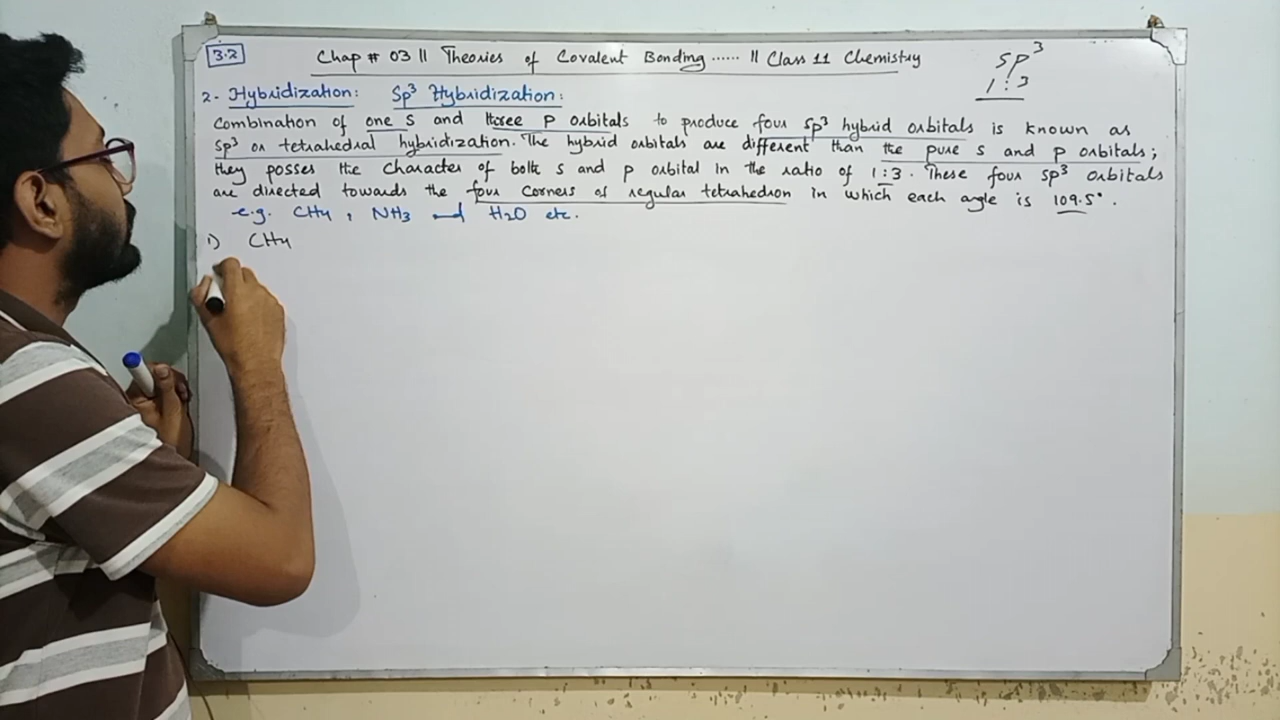 3.2
Chap # 03 || Theories of Covalent Bonding ...... || Class 11 Chemistry
SP³
1:3
2- Hybridization: Sp³ Hybridization:
Combination of one S and three P orbitals to produce four sp³ hybrid orbitals is known as
Sp³ or tetrahedral hybridization. The hybrid orbitals are different than the pure s and p orbitals;
they posses the character of both s and p orbital in the ratio of 1:3. These four sp³ orbitals
are directed towards the four corners of regular tetrahedron in which each angle is 109.5°.
e.g. CH4, NH3 and H2O etc.
1) CH4